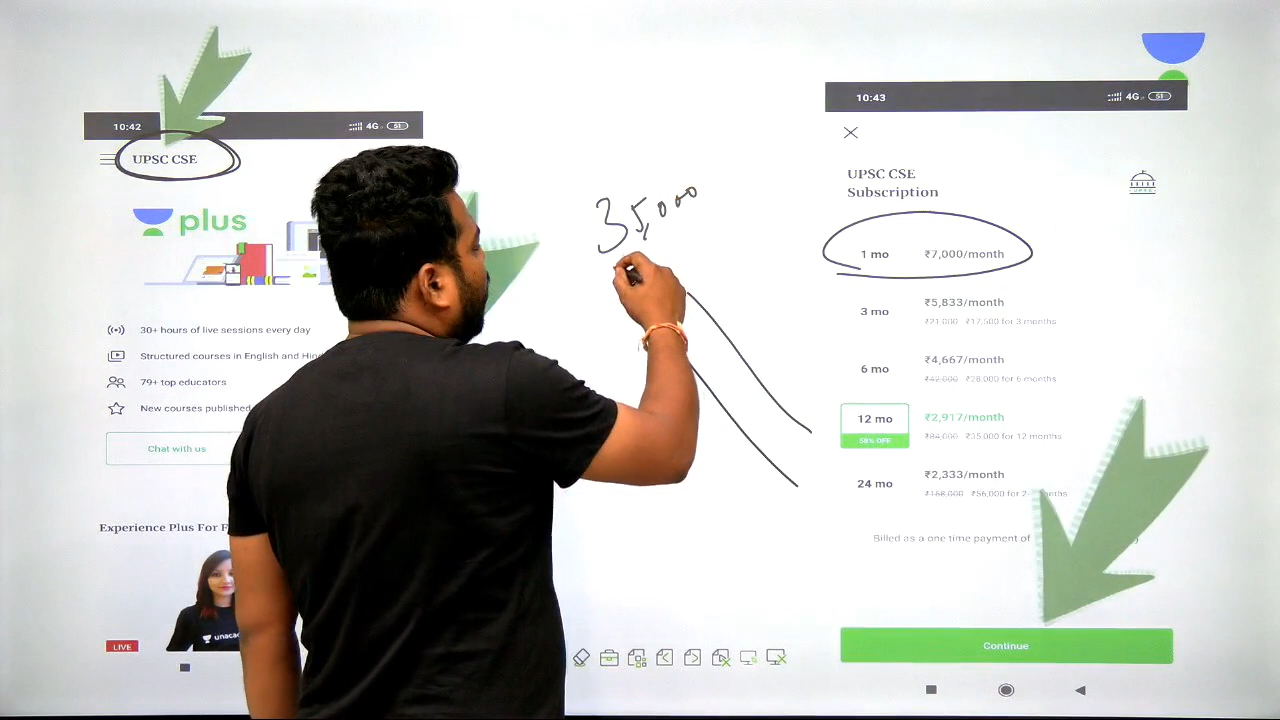 10:42
4G 51
UPSC CSE
plus
30+ hours of live sessions every day
Structured courses in English and
79+ top educators
New courses published
Chat with us
Experience Plus For
LIVE
35,000
10:43
4G 51
UPSC CSE
Subscription
UPSC
1 mo ₹7,000/month
3 mo ₹5,833/month
₹21,000 ₹17,500 for 3 months
6 mo ₹4,667/month
₹42,000 ₹28,000 for 6 months
12 mo ₹2,917/month
58% OFF ₹84,000 ₹35,000 for 12 months
24 mo ₹2,333/month
₹168,000 ₹56,000 for
Billed as a one time payment of
Continue